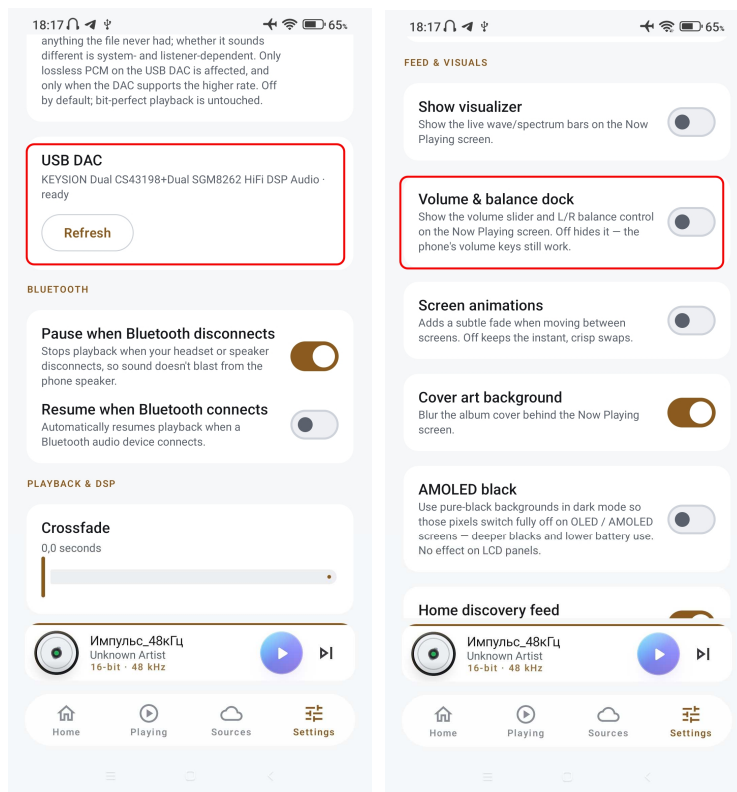 18:17
65%
anything the file never had; whether it sounds
different is system- and listener-dependent. Only
lossless PCM on the USB DAC is affected, and
only when the DAC supports the higher rate. Off
by default; bit-perfect playback is untouched.
USB DAC
KEYSION Dual CS43198+Dual SGM8262 HiFi DSP Audio ·
ready
Refresh
BLUETOOTH
Pause when Bluetooth disconnects
Stops playback when your headset or speaker
disconnects, so sound doesn't blast from the
phone speaker.
Resume when Bluetooth connects
Automatically resumes playback when a
Bluetooth audio device connects.
PLAYBACK & DSP
Crossfade
0,0 seconds
Импульс_48кГц
Unknown Artist
16-bit · 48 kHz
Home
Playing
Sources
Settings
18:17
65%
FEED & VISUALS
Show visualizer
Show the live wave/spectrum bars on the Now
Playing screen.
Volume & balance dock
Show the volume slider and L/R balance control
on the Now Playing screen. Off hides it — the
phone's volume keys still work.
Screen animations
Adds a subtle fade when moving between
screens. Off keeps the instant, crisp swaps.
Cover art background
Blur the album cover behind the Now Playing
screen.
AMOLED black
Use pure-black backgrounds in dark mode so
those pixels switch fully off on OLED / AMOLED
screens — deeper blacks and lower battery use.
No effect on LCD panels.
Home discovery feed
Импульс_48кГц
Unknown Artist
16-bit · 48 kHz
Home
Playing
Sources
Settings